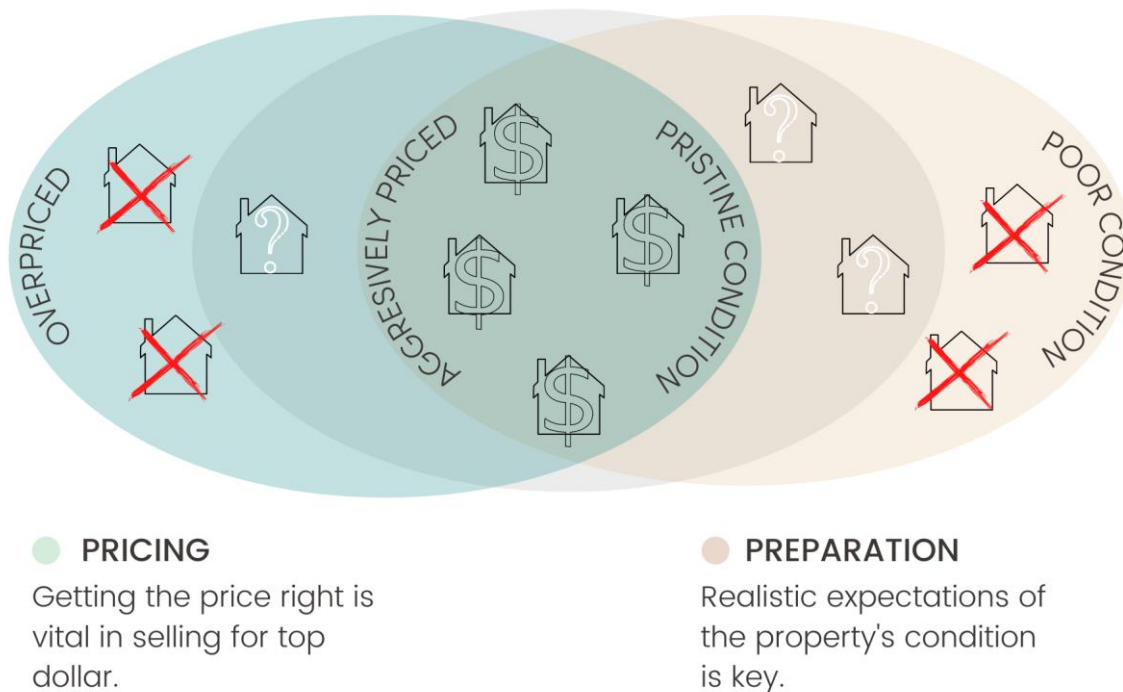 OVERPRICED
AGGRESIVELY PRICED
PRISTINE CONDITION
POOR CONDITION
?
$
$
$
$
?
?
PRICING
Getting the price right is
vital in selling for top
dollar.
PREPARATION
Realistic expectations of
the property's condition
is key.